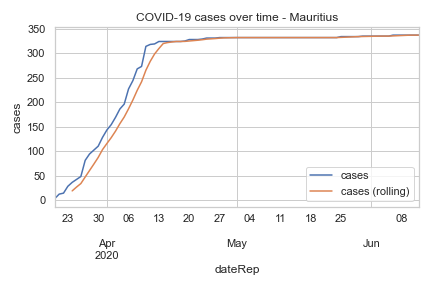 COVID-19 cases over time - Mauritius
350
300
250
200
150
100
50
0
cases
cases
cases (rolling)
23 30 06 13 20 27 04 11 18 25 08
Apr May Jun
2020
dateRep